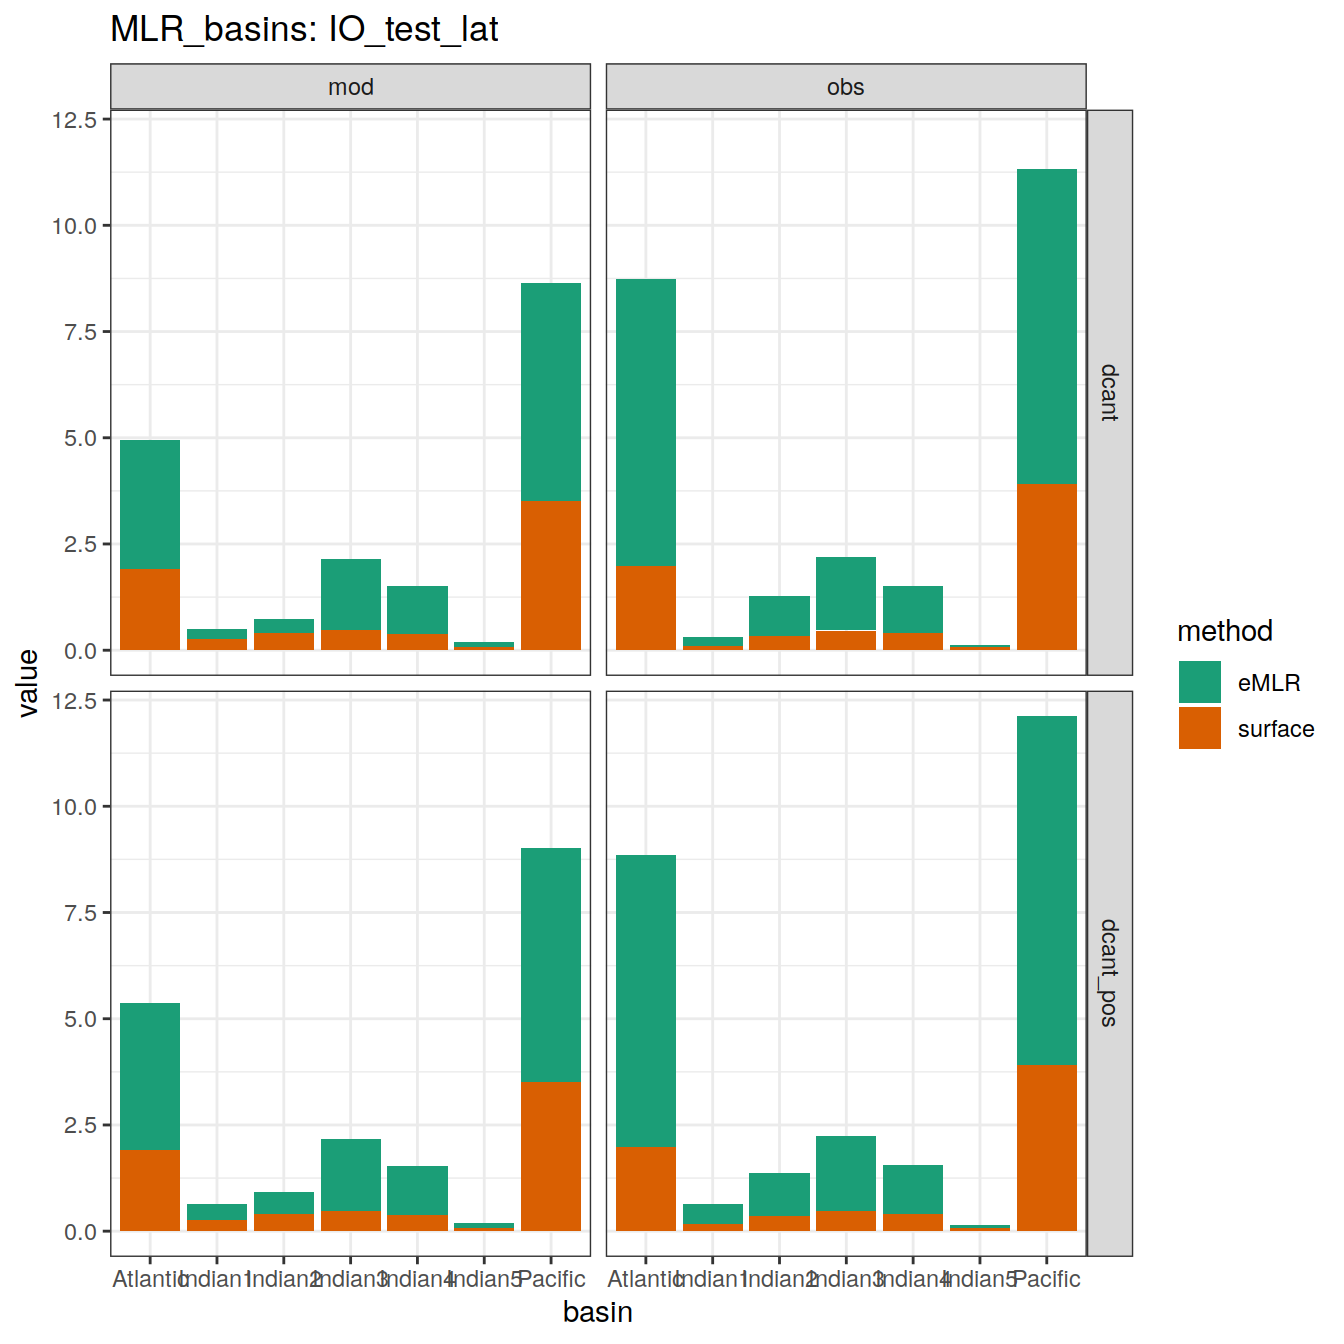 MLR_basins: IO_test_lat
mod
obs
12.5
10.0
7.5
5.0
2.5
0.0
dcant
12.5
10.0
7.5
5.0
2.5
0.0
dcant_pos
value
Atlantic Indian1 Indian2 Indian3 Indian4 Indian5 Pacific
Atlantic Indian1 Indian2 Indian3 Indian4 Indian5 Pacific
basin
method
eMLR
surface